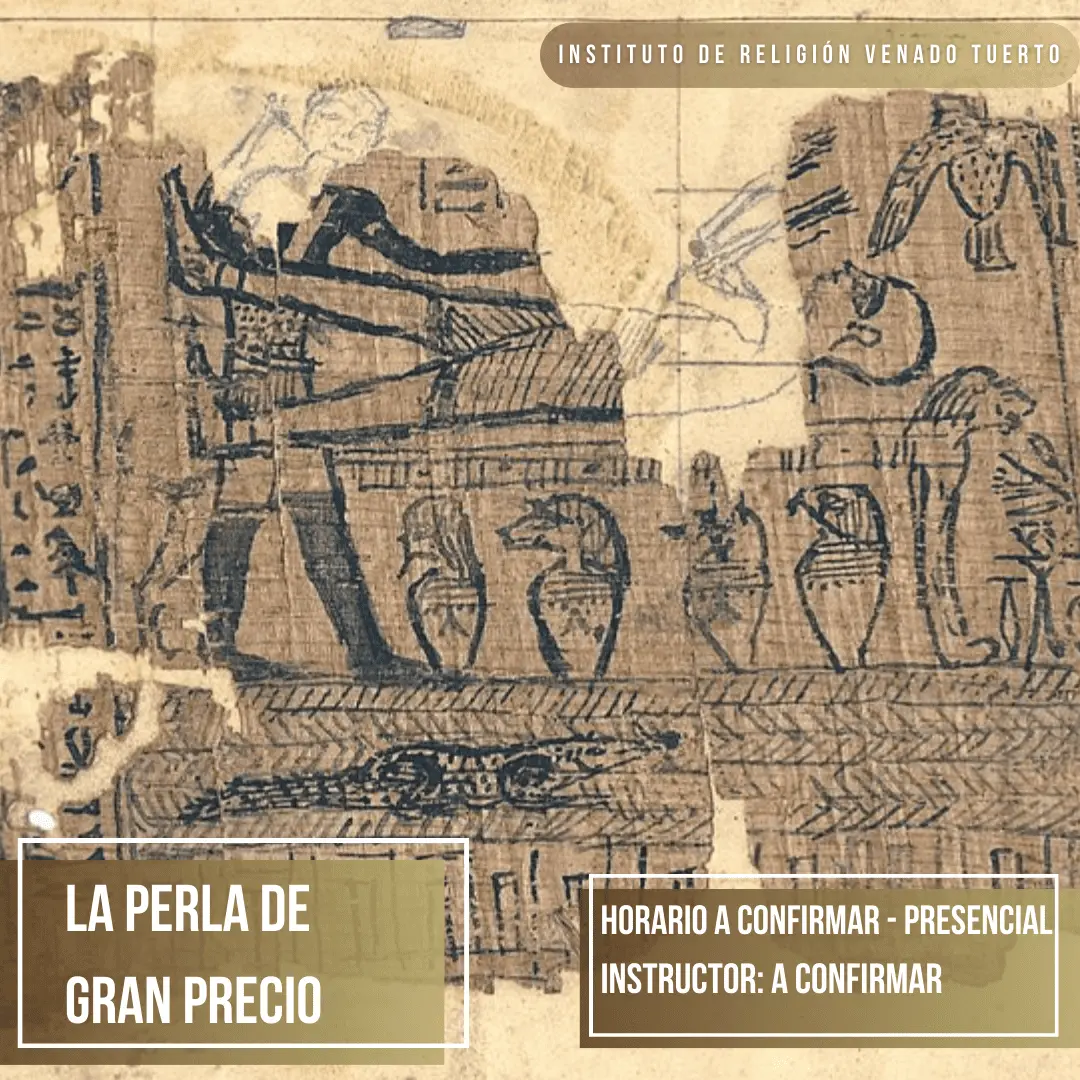 INSTITUTO DE RELIGIÓN VENADO TUERTO
LA PERLA DE
GRAN PRECIO
HORARIO A CONFIRMAR - PRESENCIAL
INSTRUCTOR: A CONFIRMAR